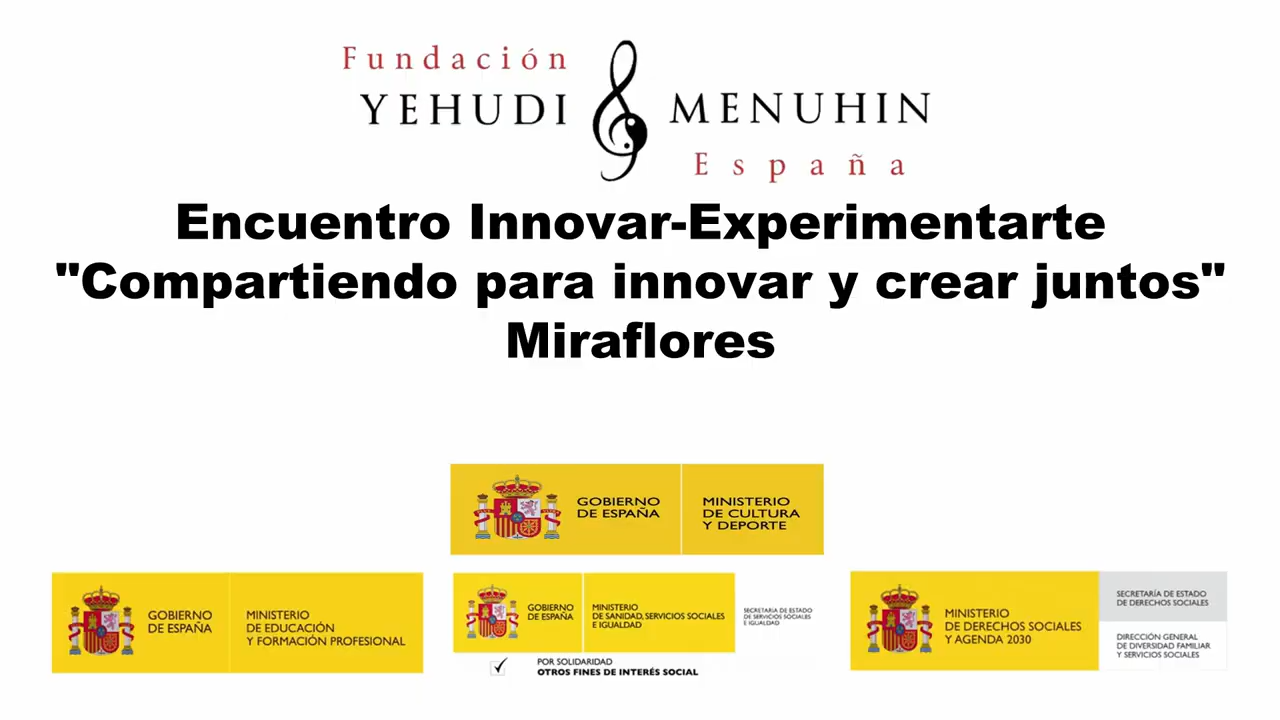 Fundación
YEHUDI MENUHIN
España
Encuentro Innovar-Experimentarte
"Compartiendo para innovar y crear juntos"
Miraflores
GOBIERNO
DE ESPAÑA
MINISTERIO
DE CULTURA
Y DEPORTE
GOBIERNO
DE ESPAÑA
MINISTERIO
DE EDUCACIÓN
Y FORMACIÓN PROFESIONAL
GOBIERNO
DE ESPAÑA
MINISTERIO
DE SANIDAD, SERVICIOS SOCIALES
E IGUALDAD
SECRETARÍA DE ESTADO
DE SERVICIOS SOCIALES
E IGUALDAD
POR SOLIDARIDAD
OTROS FINES DE INTERÉS SOCIAL
MINISTERIO
DE DERECHOS SOCIALES
Y AGENDA 2030
SECRETARÍA DE ESTADO
DE DERECHOS SOCIALES
DIRECCIÓN GENERAL
DE DIVERSIDAD FAMILIAR
Y SERVICIOS SOCIALES